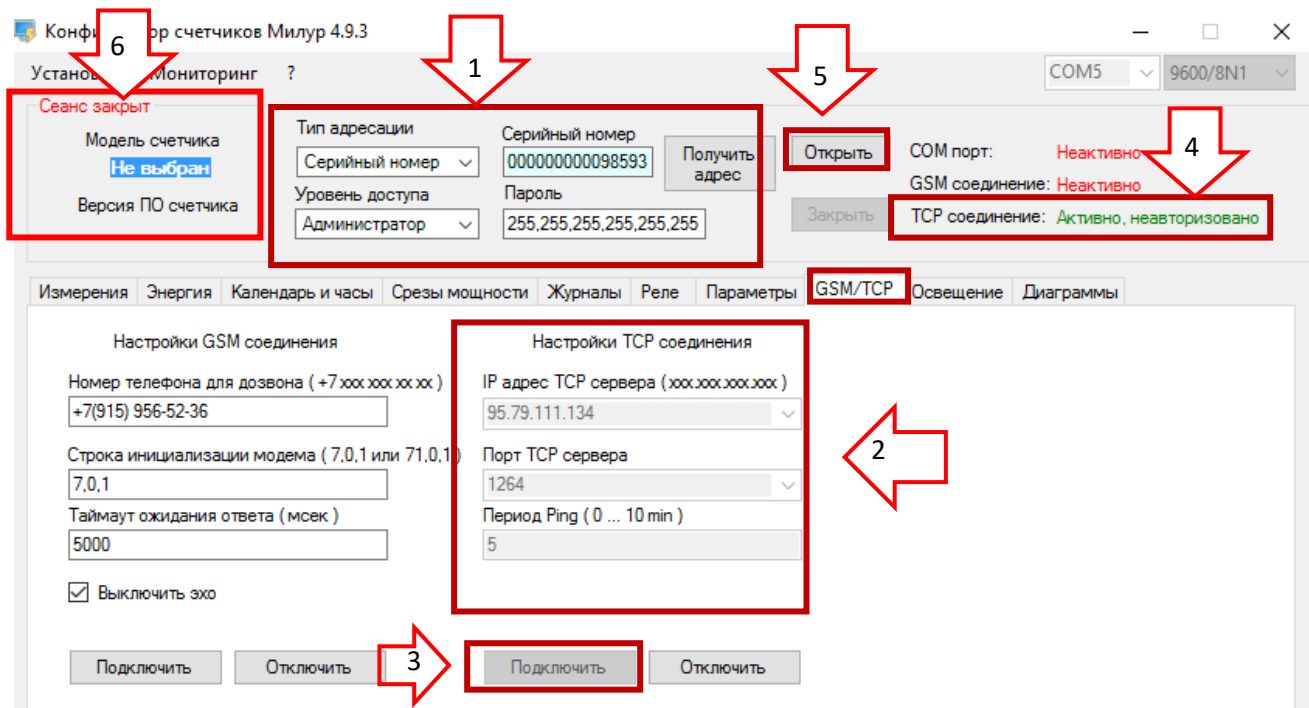 Конфи ор счетчиков Милур 4.9.3
6
1
5
Мониторинг ?
COM5
9600/8N1
Сеанс закрыт
Модель счетчика
Не выбран
Версия ПО счетчика
Тип адресации
Серийный номер
Серийный номер
000000000098593
Получить
адрес
Уровень доступа
Пароль
Администратор
255,255,255,255,255,255
Открыть
Закрыть
COM порт: Неактивно
4
GSM соединение: Неактивно
TCP соединение: Активно, неавторизовано
Измерения Энергия Календарь и часы Срезы мощности Журналы Реле Параметры GSM/TCP Освещение Диаграммы
Настройки GSM соединения
Номер телефона для дозвона ( +7 xxx xxx xx xx )
+7(915) 956-52-36
Строка инициализации модема ( 7,0,1 или 71,0,1 )
7,0,1
Таймаут ожидания ответа ( мсек )
5000
Выключить эхо
Подключить
Отключить
Настройки TCP соединения
IP адрес TCP сервера ( xxx.xxx.xxx.xxx )
95.79.111.134
Порт TCP сервера
1264
Период Ping ( 0 ... 10 min )
5
2
3
Подключить
Отключить